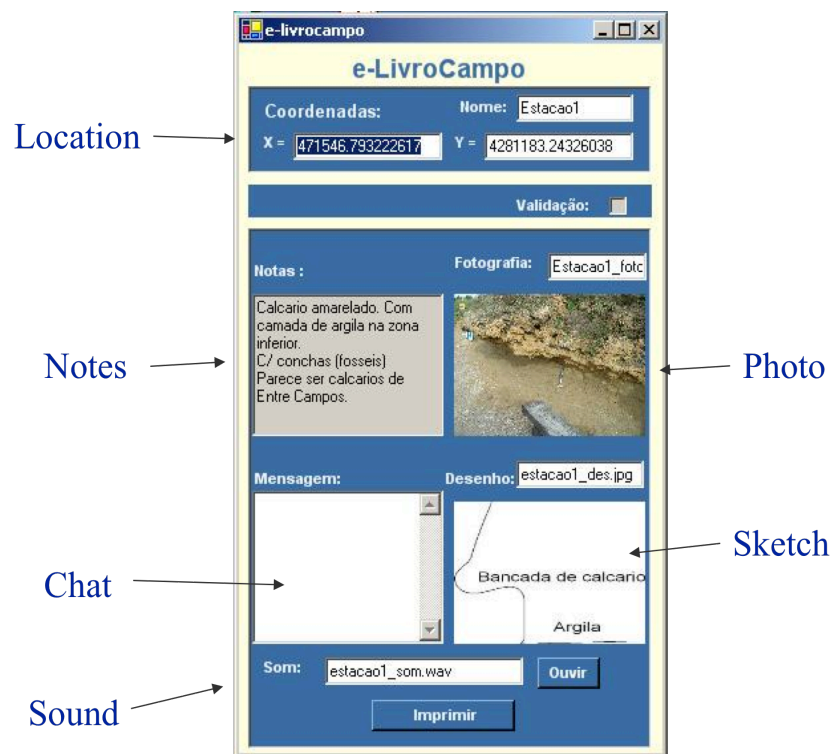 e-livrocampo
e-LivroCampo
Coordenadas:
Nome: Estacao1
Location
X = 471546.793222617 Y = 4281183.24326038
Validação:
Notas :
Fotografia: Estacao1_fotc
Calcario amarelado. Com
camada de argila na zona
inferior.
C/ conchas (fosseis)
Parece ser calcarios de
Entre Campos.
Notes
Photo
Mensagem:
Desenho: estacao1_des.jpg
Sketch
Bancada de calcario
Chat
Argila
Som: estacao1_som.wav Ouvir
Sound
Imprimir